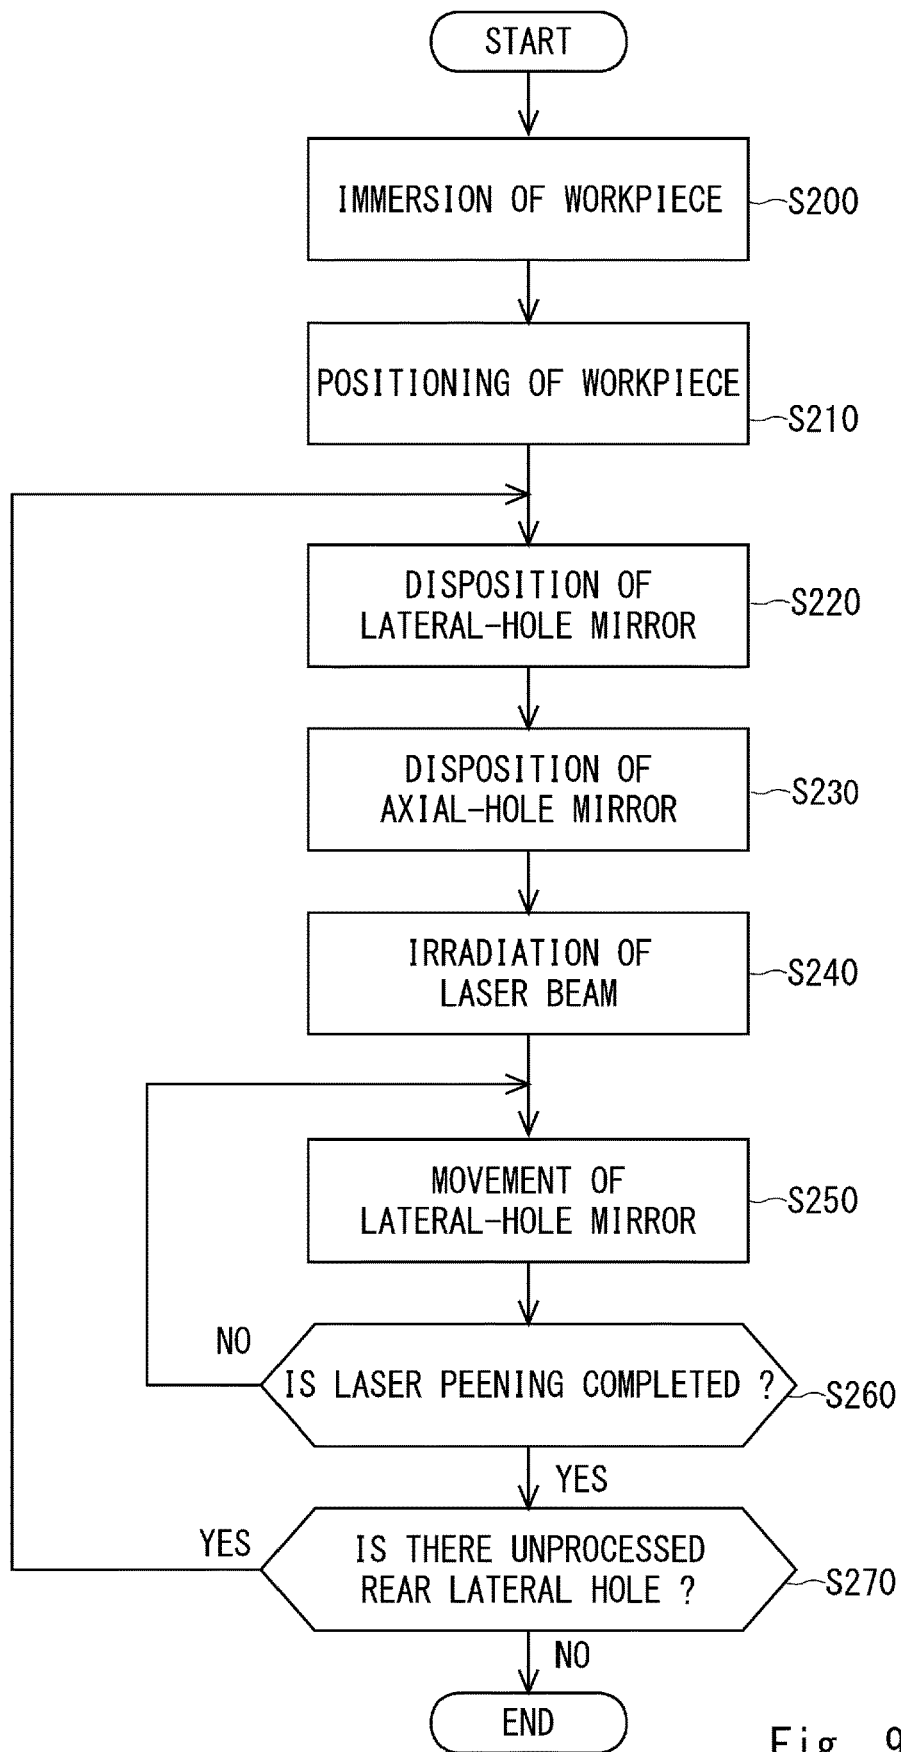 START
IMMERSION OF WORKPIECE
S200
POSITIONING OF WORKPIECE
S210
DISPOSITION OF
LATERAL-HOLE MIRROR
S220
DISPOSITION OF
AXIAL-HOLE MIRROR
S230
IRRADIATION OF
LASER BEAM
S240
MOVEMENT OF
LATERAL-HOLE MIRROR
S250
NO
IS LASER PEENING COMPLETED ?
S260
YES
YES
IS THERE UNPROCESSED
REAR LATERAL HOLE ?
S270
NO
END
Fig. 9